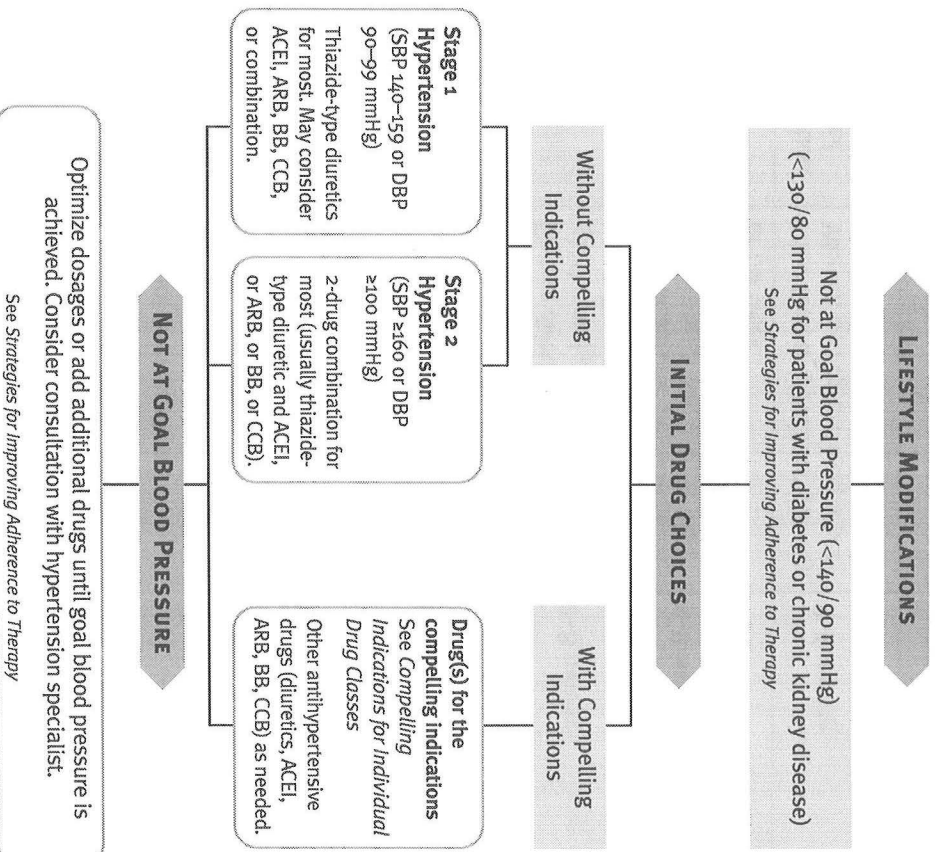 LIFESTYLE MODIFICATIONS
Not at Goal Blood Pressure (<140/90 mmHg)
(<130/80 mmHg for patients with diabetes or chronic kidney disease)
See Strategies for Improving Adherence to Therapy
INITIAL DRUG CHOICES
Without Compelling
Indications
With Compelling
Indications
Stage 1
Hypertension
(SBP 140–159 or DBP
90–99 mmHg)
Thiazide-type diuretics
for most. May consider
ACEI, ARB, BB, CCB,
or combination.
Stage 2
Hypertension
(SBP ≥160 or DBP
≥100 mmHg)
2-drug combination for
most (usually thiazide-
type diuretic and ACEI,
or ARB, or BB, or CCB).
Drug(s) for the
compelling indications
See Compelling
Indications for Individual
Drug Classes
Other antihypertensive
drugs (diuretics, ACEI,
ARB, BB, CCB) as needed.
NOT AT GOAL BLOOD PRESSURE
Optimize dosages or add additional drugs until goal blood pressure is
achieved. Consider consultation with hypertension specialist.
See Strategies for Improving Adherence to Therapy